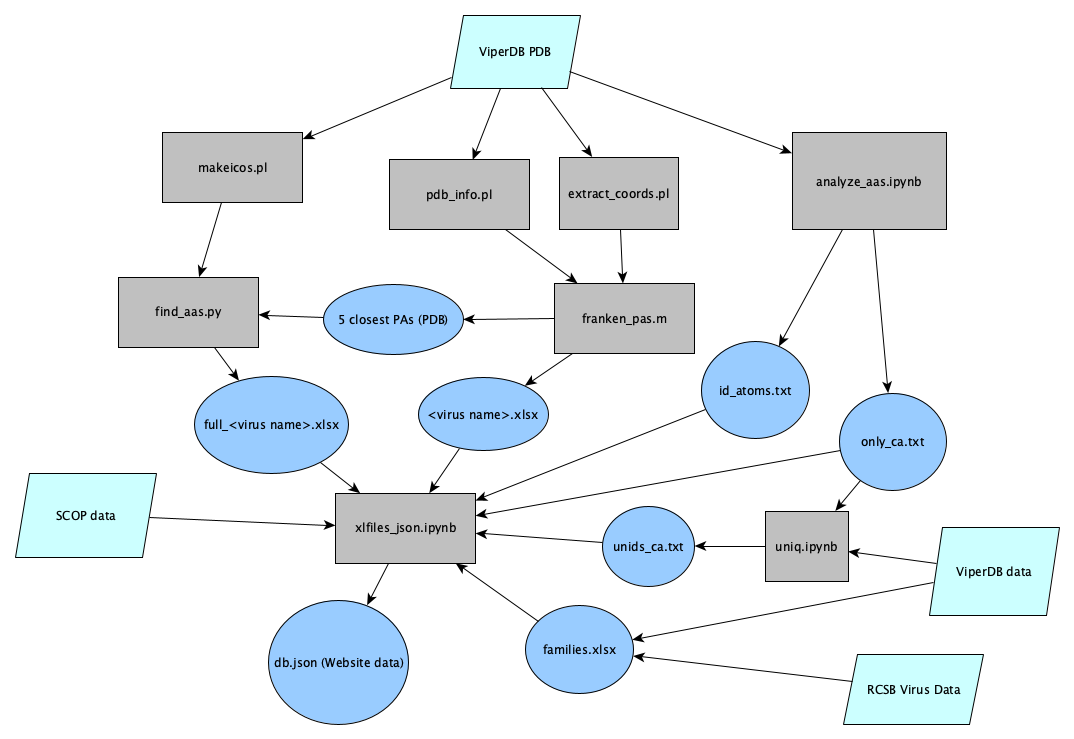 ViperDB PDB
makeicos.pl
pdb_info.pl
extract_coords.pl
analyze_aas.ipynb
find_aas.py
5 closest PAs (PDB)
franken_pas.m
id_atoms.txt
full_<virus name>.xlsx
<virus name>.xlsx
only_ca.txt
SCOP data
xlfiles_json.ipynb
unids_ca.txt
uniq.ipynb
ViperDB data
db.json (Website data)
families.xlsx
RCSB Virus Data